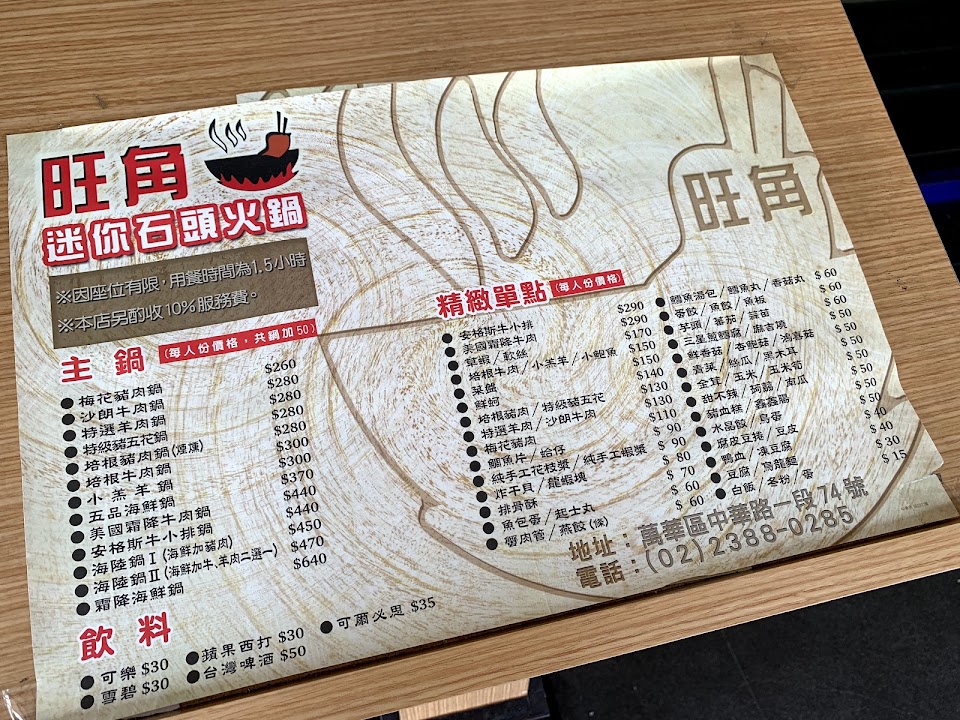 旺角
迷你石頭火鍋
※因座位有限,用餐時間為1.5小時
※本店另酌收10%服務費。
主鍋 (每人份價格,共鍋加50)
梅花豬肉鍋 $260
沙朗牛肉鍋 $280
特選羊肉鍋 $280
特級豬五花鍋 $280
培根豬肉鍋(煙燻) $280
培根牛肉鍋 $300
小羔羊鍋 $300
五品海鮮鍋 $370
美國霜降牛肉鍋 $440
安格斯牛小排鍋 $440
海陸鍋I(海鮮加豬肉) $450
海陸鍋II(海鮮加牛、羊肉二選一) $470
霜降海鮮鍋 $640
飲料
可樂 $30
雪碧 $30
蘋果西打 $30
台灣啤酒 $50
可爾必思 $35
精緻單點 (每人份價格)
安格斯牛小排 $290
美國霜降牛肉 $290
草蝦/軟絲 $170
培根牛肉/小羔羊/小鮑魚 $150
菜盤 $150
鮮蚵 $140
培根豬肉/特級豬五花 $130
特選羊肉/沙朗牛肉 $130
梅花豬肉 $110
鯛魚片/蛤仔 $90
純手工花枝漿/純手工蝦漿 $90
炸干貝/龍蝦塊 $80
排骨酥 $70
魚包蛋/起士丸 $60
蟹肉管/燕餃(條) $60
旺角
鱈魚湯包/鱈魚丸/香菇丸 $60
蛋餃/魚餃/魚板 $60
芋頭/蕃茄/蒜苗 $60
三星蔥麵腐/麻吉燒 $50
鮮香菇/杏鮑菇/鴻喜菇 $50
青菜/絲瓜/黑木耳 $50
金茸/玉米/玉米筍 $50
甜不辣/南瓜 $50
豬血糕/鑫鑫腸 $50
水晶餃/鳥蛋 $50
腐皮豆捲/豆皮 $40
鴨血/凍豆腐 $40
豆腐/烏龍麵 $30
白飯/冬粉/蛋 $15
地址:萬華區中華路一段74號
電話:(02)2388-0285